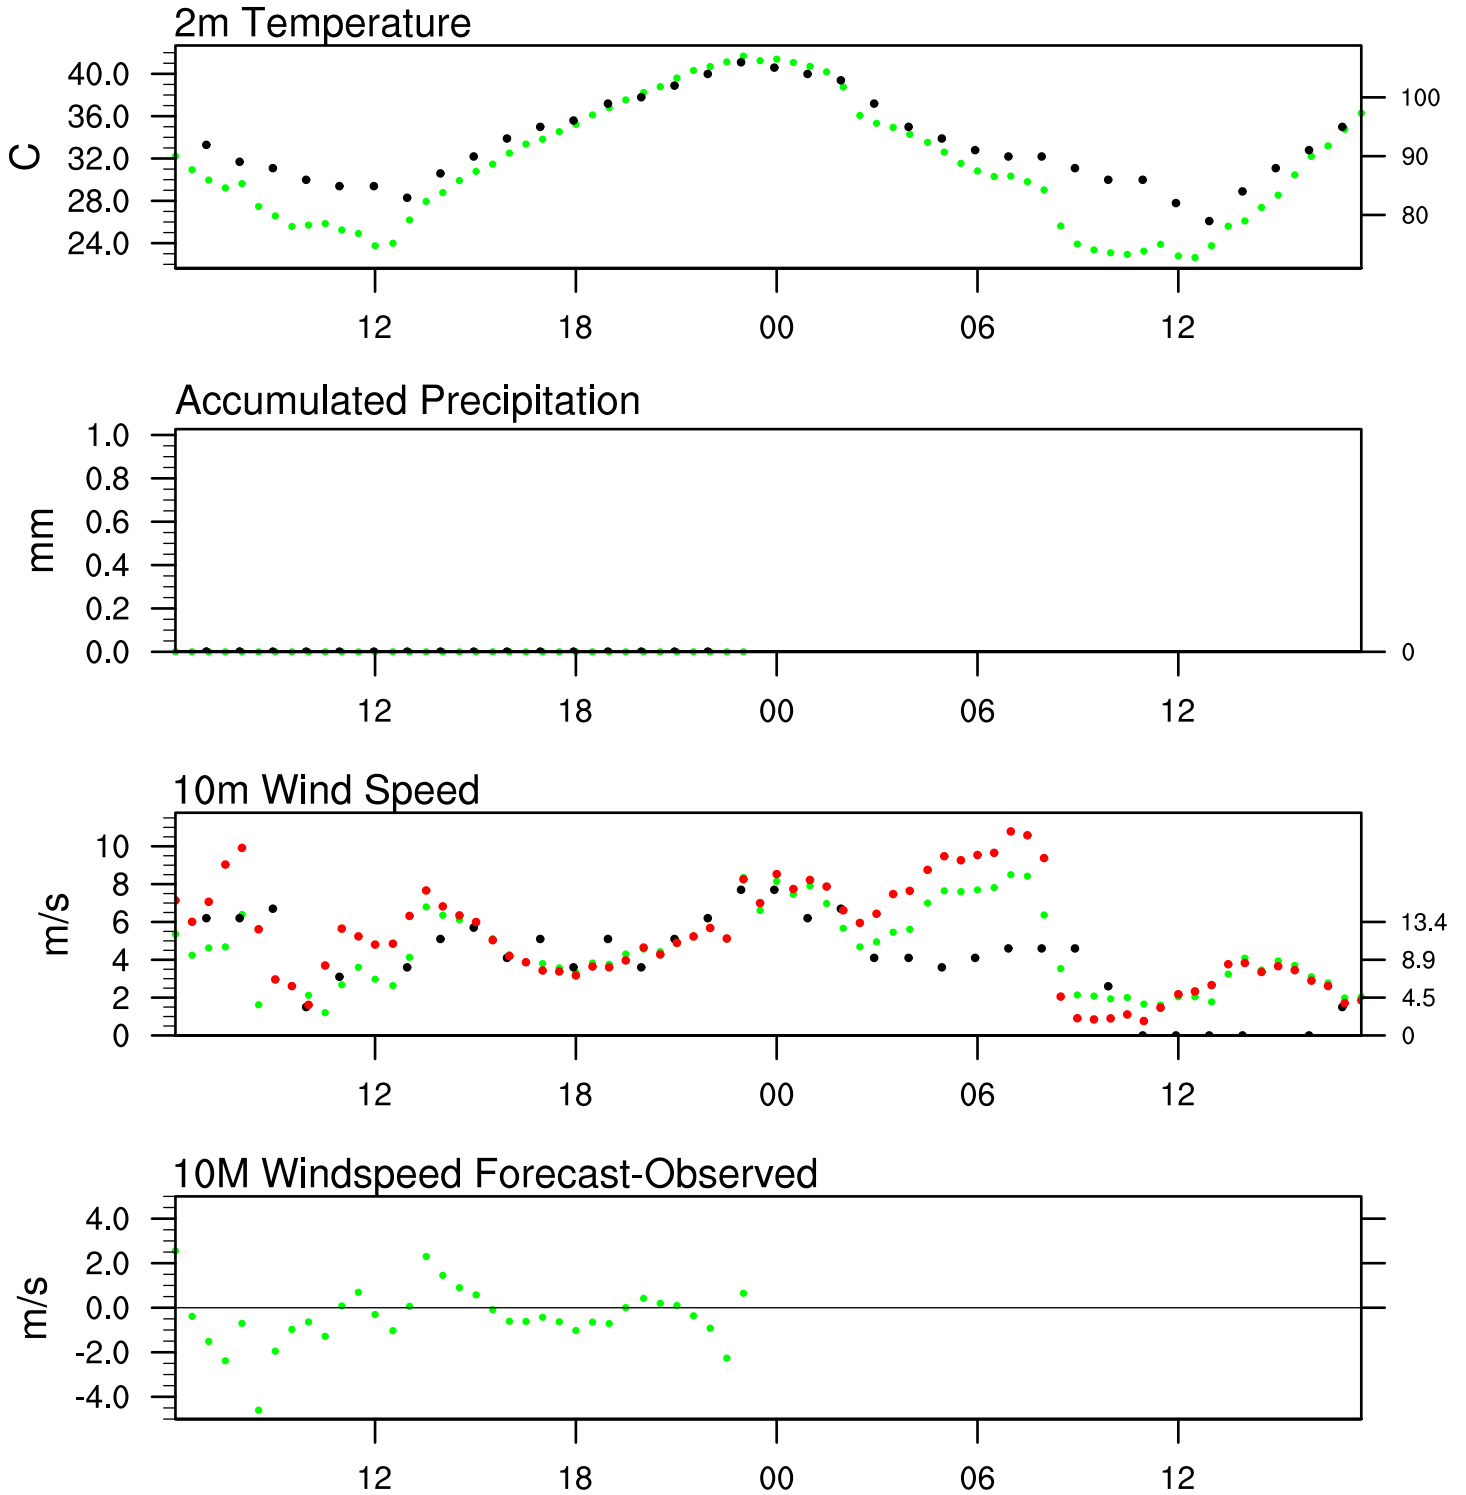 2m Temperature
40.0
36.0
32.0
28.0
24.0
C
100
90
80
12 18 00 06 12
Accumulated Precipitation
1.0
0.8
0.6
0.4
0.2
0.0
mm
0
12 18 00 06 12
10m Wind Speed
10
8
6
4
2
0
m/s
13.4
8.9
4.5
0
12 18 00 06 12
10M Windspeed Forecast-Observed
4.0
2.0
0.0
-2.0
-4.0
m/s
12 18 00 06 12